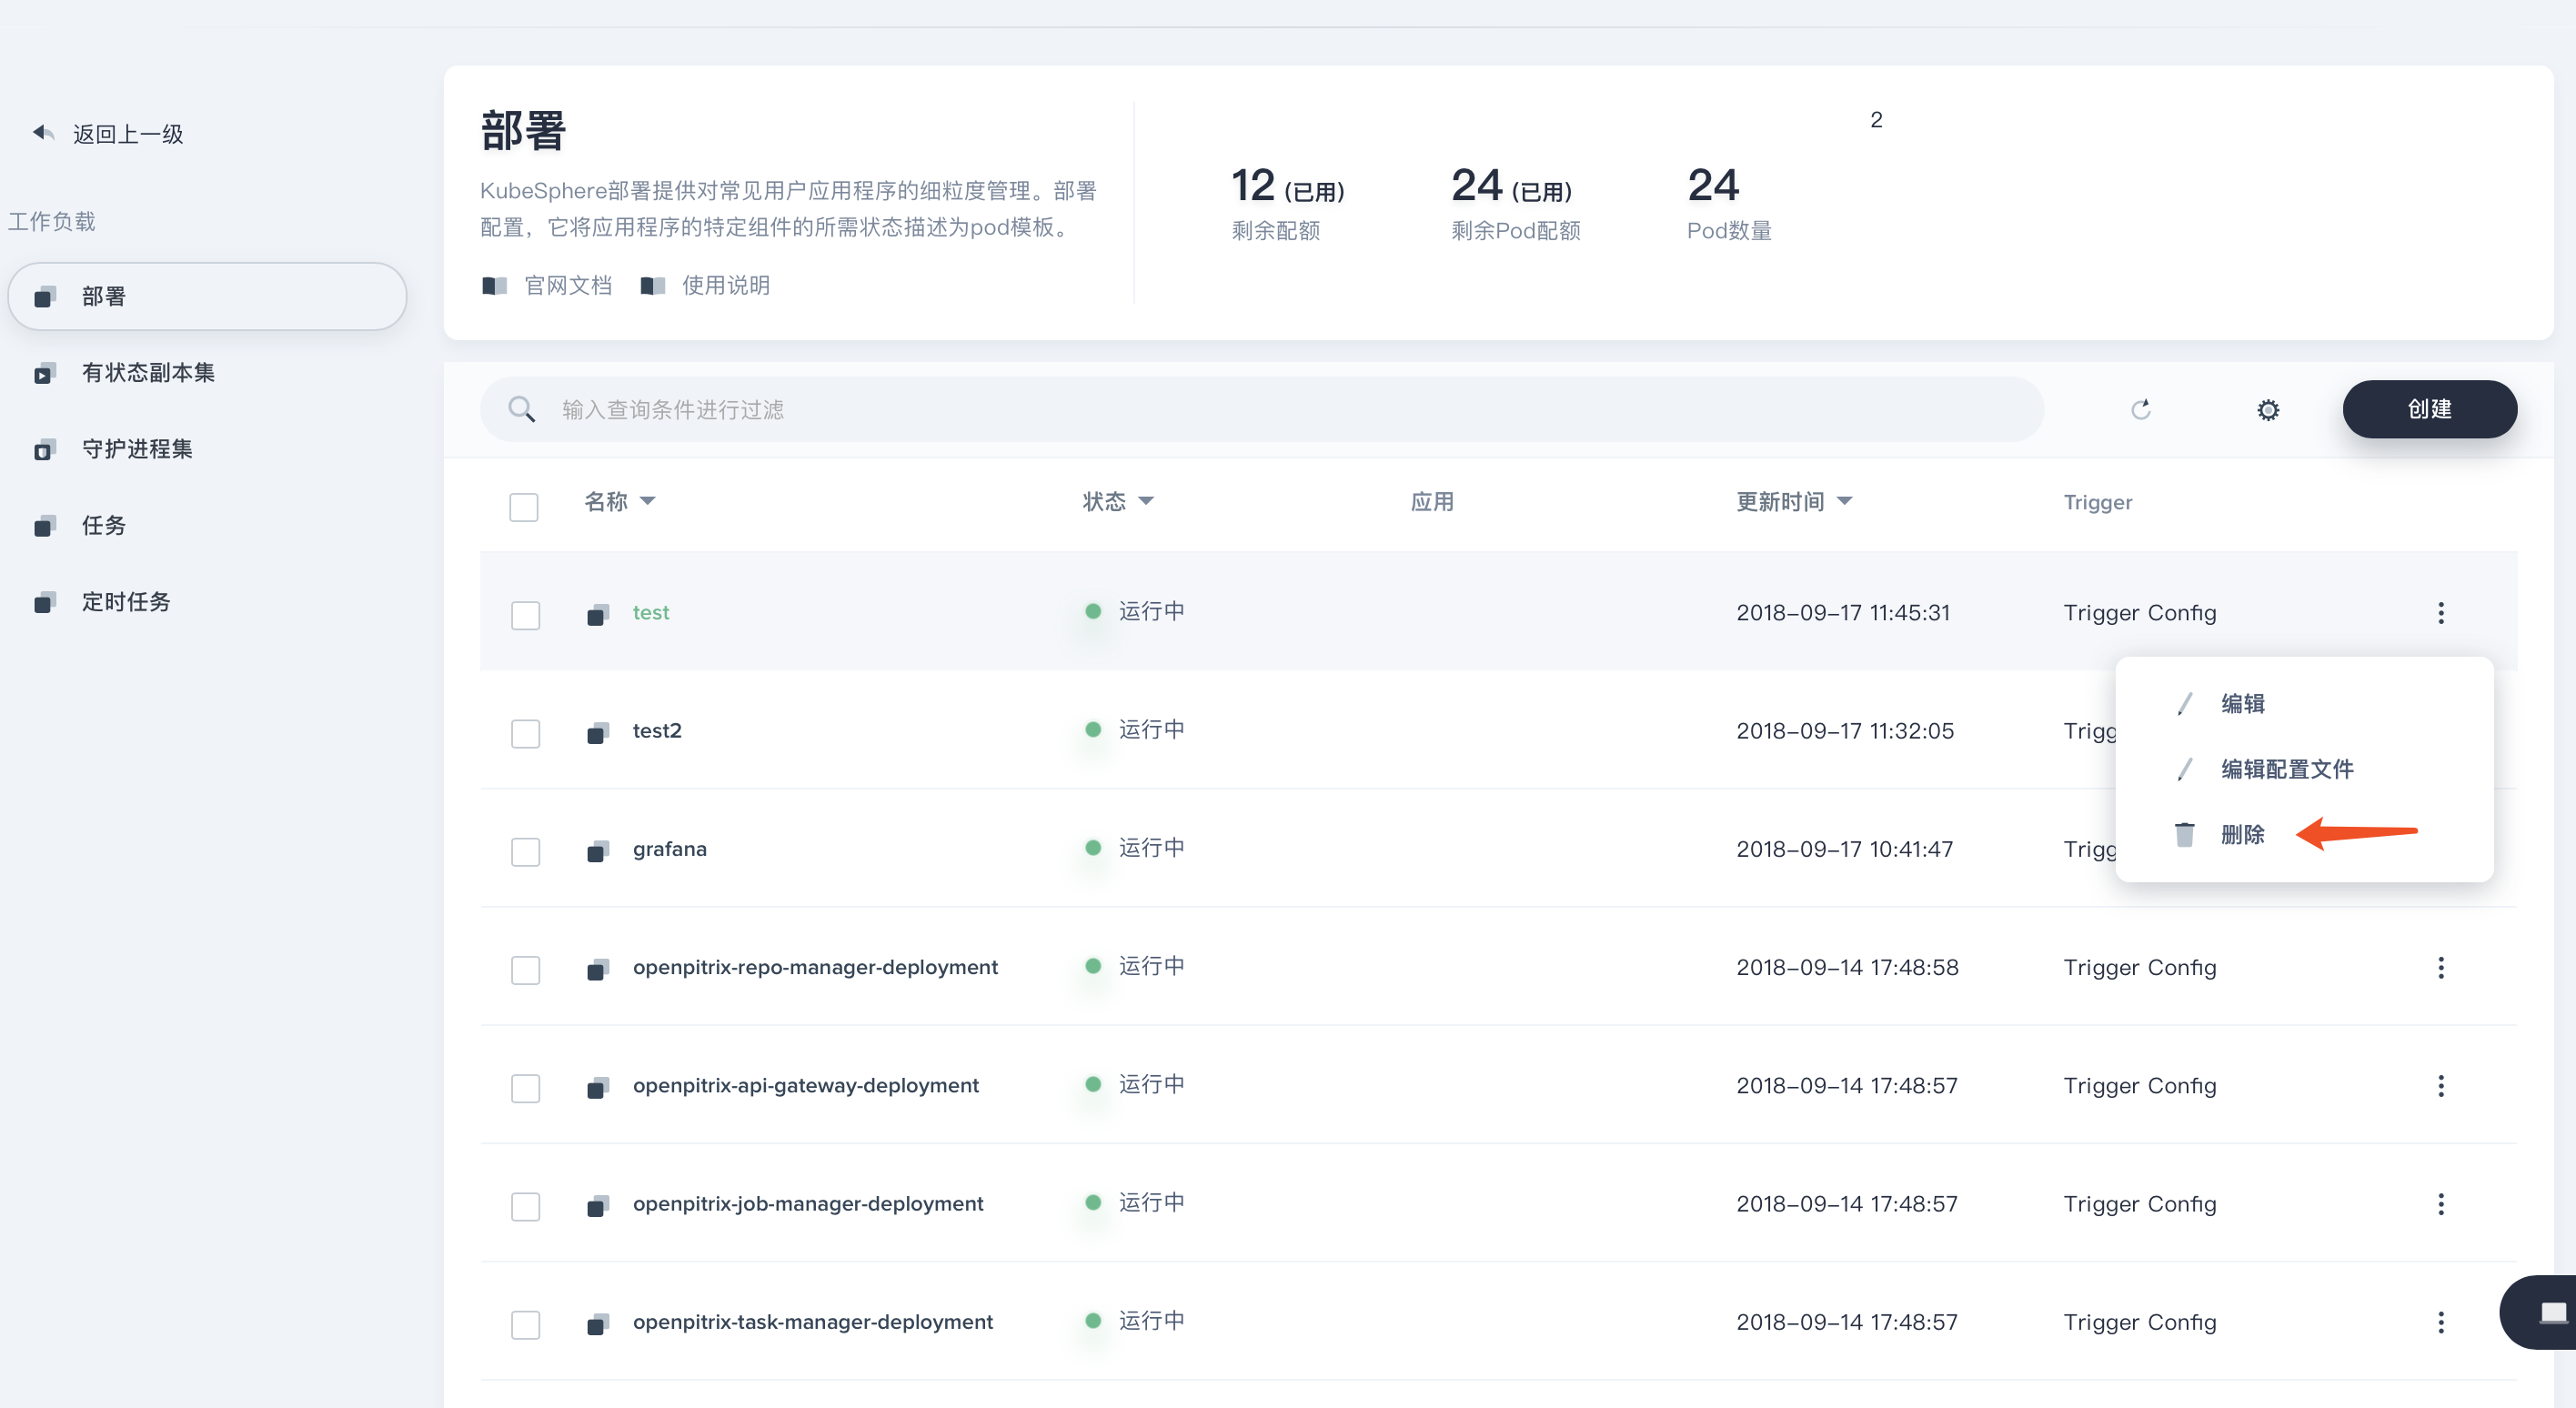 返回上一级
工作负载
部署
有状态副本集
守护进程集
任务
定时任务
部署
KubeSphere部署提供对常见用户应用程序的细粒度管理。部署
配置，它将应用程序的特定组件的所需状态描述为pod模板。
官网文档 使用说明
2
12 (已用) 24 (已用) 24
剩余配额 剩余Pod配额 Pod数量
输入查询条件进行过滤 创建
名称 状态 应用 更新时间 Trigger
test 运行中 2018-09-17 11:45:31 Trigger Config
test2 运行中 2018-09-17 11:32:05 Trigg
grafana 运行中 2018-09-17 10:41:47 Trigg
编辑
编辑配置文件
删除
openpitrix-repo-manager-deployment 运行中 2018-09-14 17:48:58 Trigger Config
openpitrix-api-gateway-deployment 运行中 2018-09-14 17:48:57 Trigger Config
openpitrix-job-manager-deployment 运行中 2018-09-14 17:48:57 Trigger Config
openpitrix-task-manager-deployment 运行中 2018-09-14 17:48:57 Trigger Config